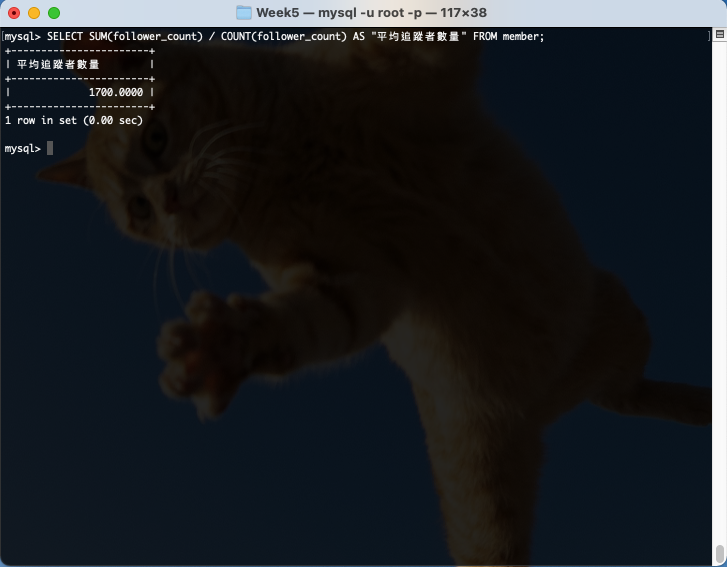 Week5 — mysql -u root -p — 117×38
mysql> SELECT SUM(follower_count) / COUNT(follower_count) AS "平均追蹤者數量" FROM member;
+-----------------------+
| 平均追蹤者數量 |
+-----------------------+
| 1700.0000 |
+-----------------------+
1 row in set (0.00 sec)
mysql>